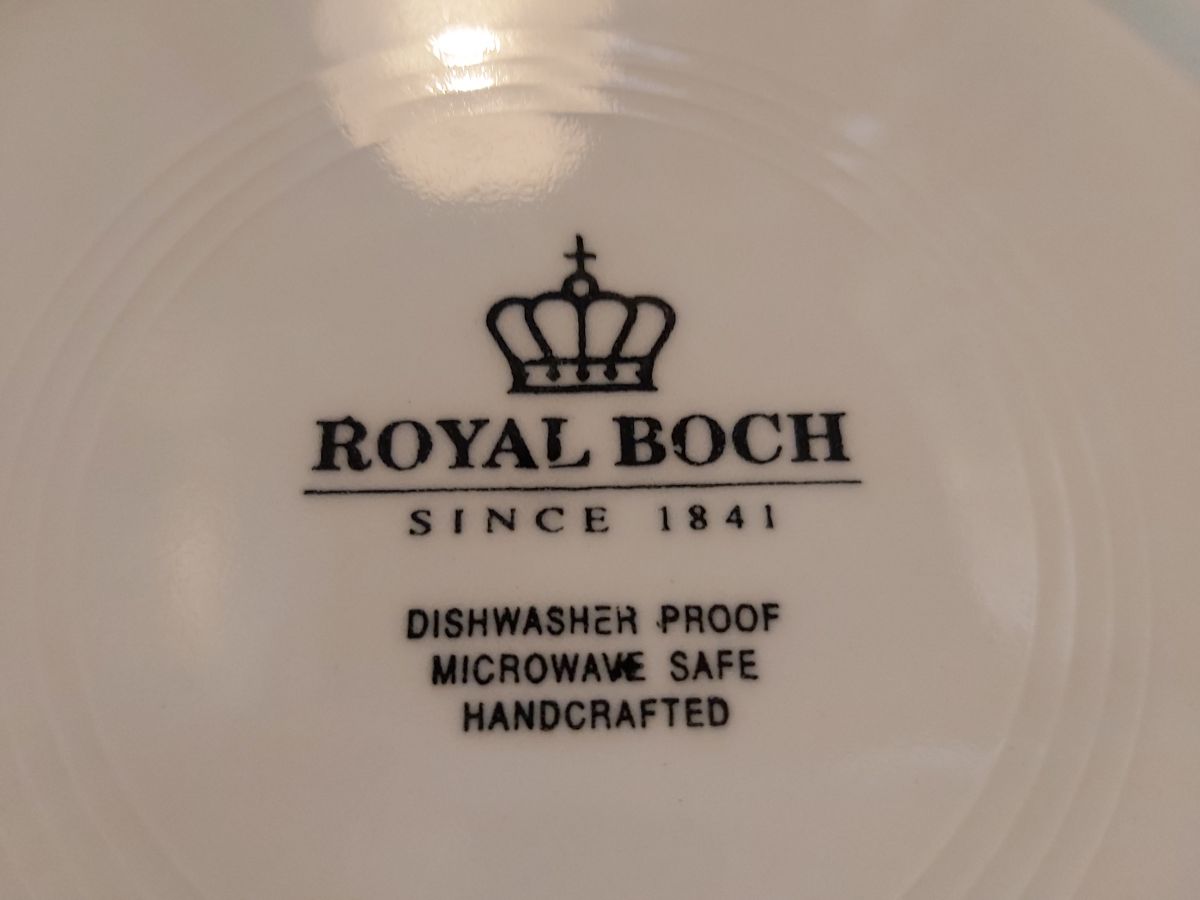 ROYAL BOCH
SINCE 1841
DISHWASHER PROOF
MICROWAVE SAFE
HANDCRAFTED